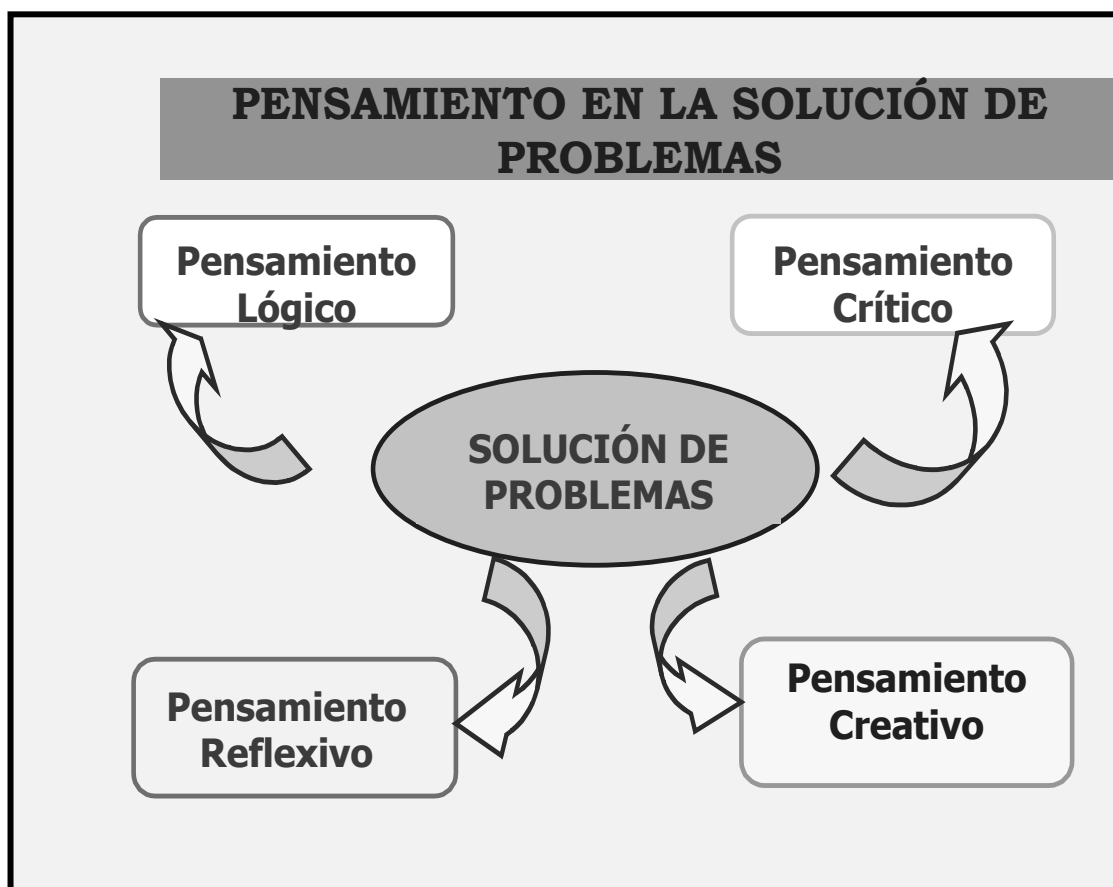 PENSAMIENTO EN LA SOLUCIÓN DE
PROBLEMAS
Pensamiento
Lógico
Pensamiento
Crítico
SOLUCIÓN DE
PROBLEMAS
Pensamiento
Reflexivo
Pensamiento
Creativo